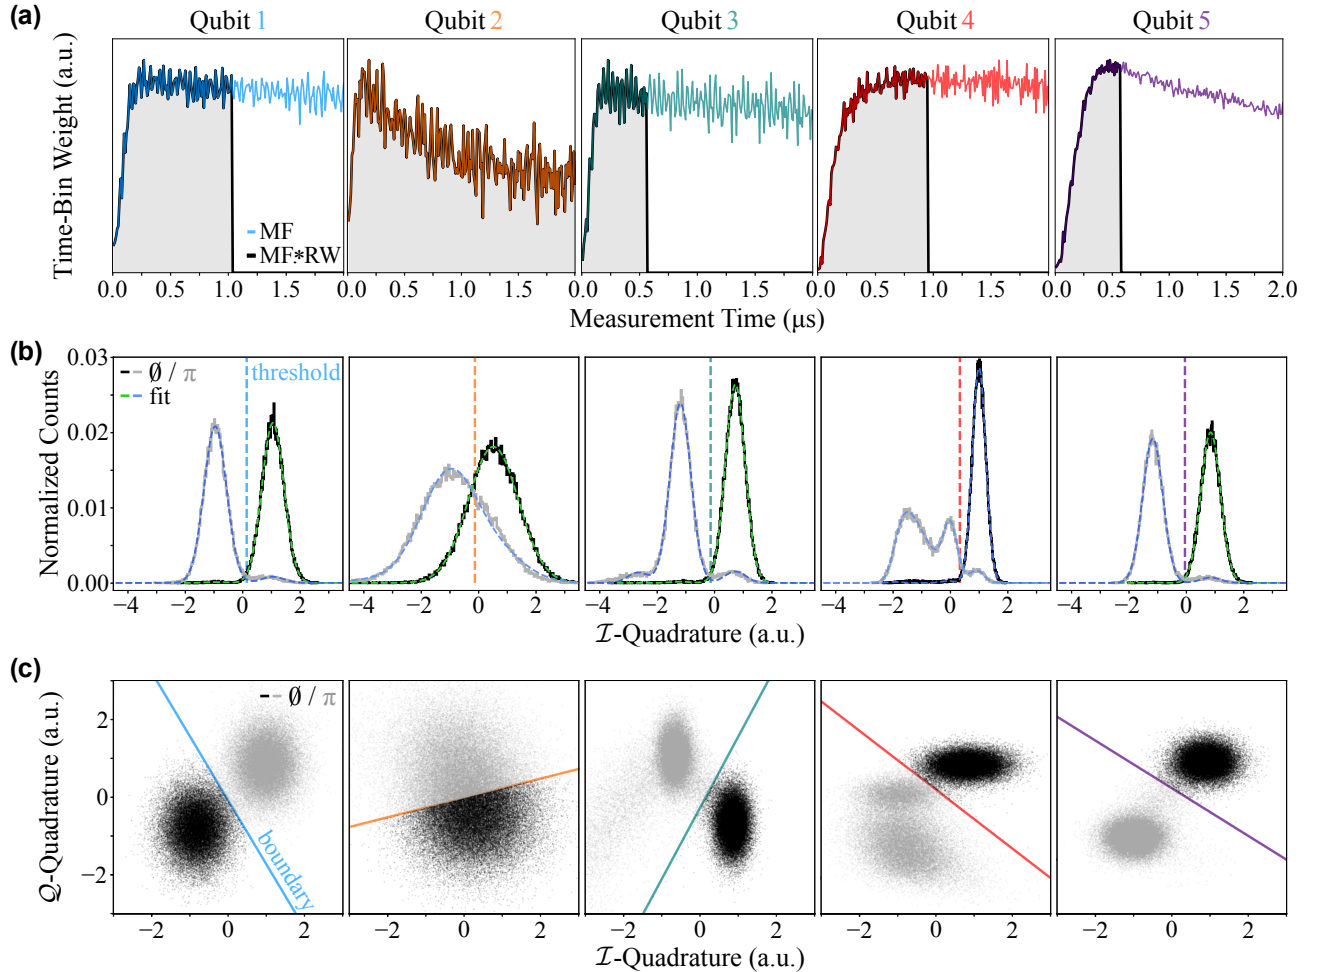 (a)
Qubit 1
Qubit 2
Qubit 3
Qubit 4
Qubit 5
Time-Bin Weight (a.u.)
MF
MF*RW
0.0 0.5 1.0 1.5
0.0 0.5 1.0 1.5
0.0 0.5 1.0 1.5
0.0 0.5 1.0 1.5
0.0 0.5 1.0 1.5 2.0
Measurement Time (μs)
(b)
Normalized Counts
0.03
0.02
0.01
0.00
∅ / π
fit
threshold
−4 −2 0 2
−4 −2 0 2
−4 −2 0 2
−4 −2 0 2
−4 −2 0 2
ℐ-Quadrature (a.u.)
(c)
𝒬-Quadrature (a.u.)
2
0
−2
∅ / π
boundary
−2 0 2
−2 0 2
−2 0 2
−2 0 2
−2 0 2
ℐ-Quadrature (a.u.)